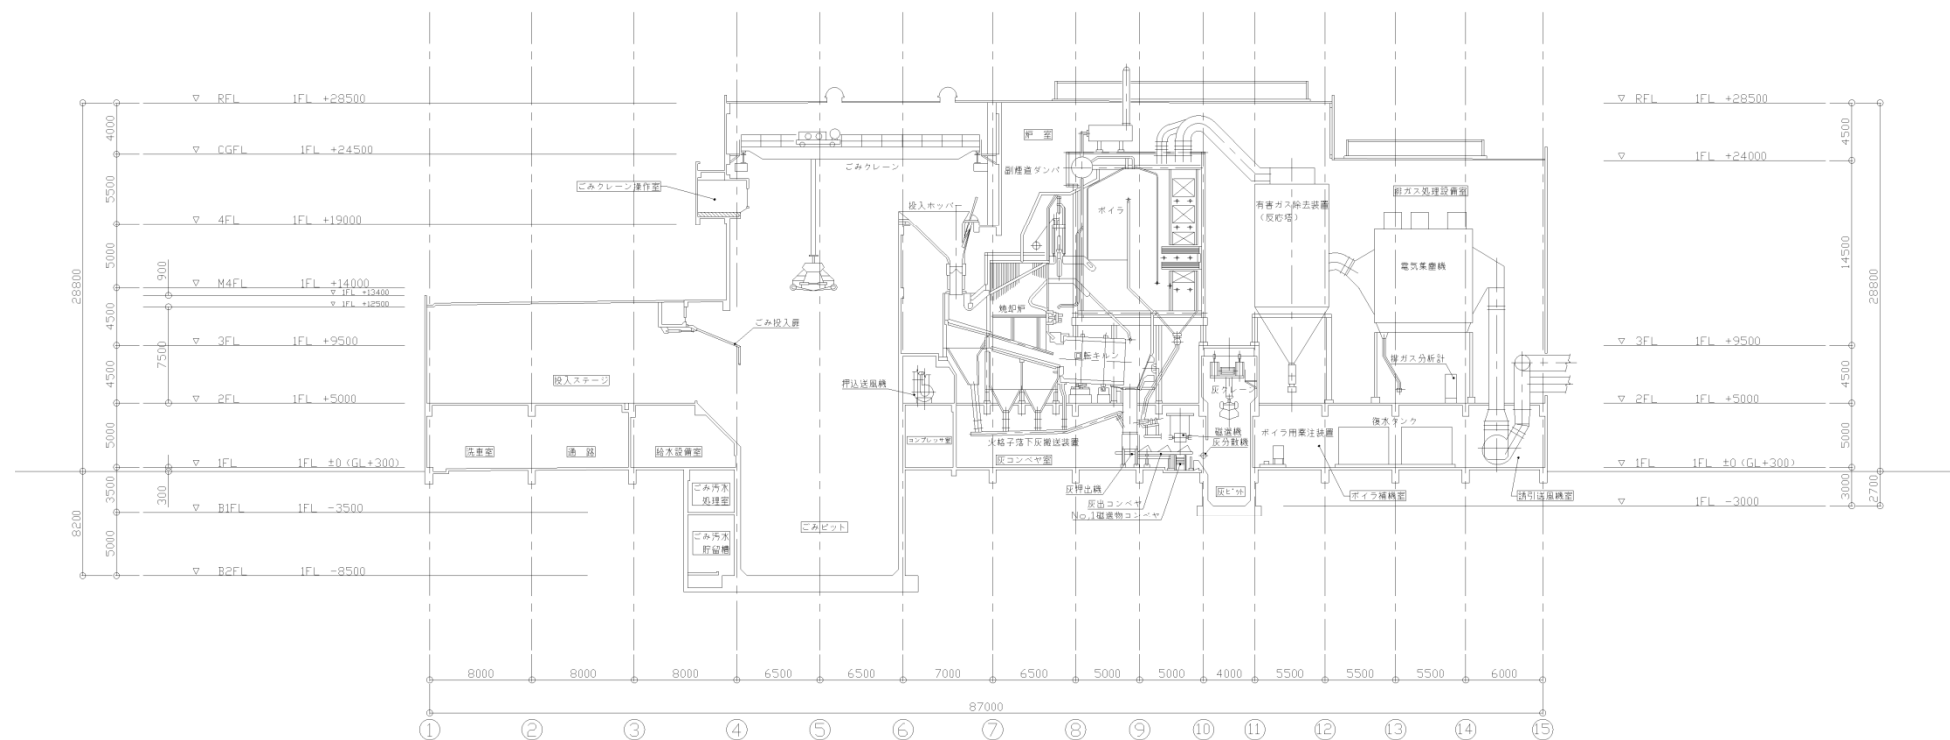 ▽ RFL 1FL +28500
▽ CGFL 1FL +24500
▽ 4FL 1FL +19000
▽ M4FL 1FL +14000
▽ 1FL +13400
▽ 1FL +12500
▽ 3FL 1FL +9500
▽ 2FL 1FL +5000
▽ 1FL 1FL ±0 (GL+300)
▽ B1FL 1FL -3500
▽ B2FL 1FL -8500
28800
8200
4000
5500
5000
4500
4500
5000
3500
5000
900
7500
300
ごみクレーン操作室
ごみクレーン
投入ホッパー
炉室
副煙道ダンパ
ボイラ
有害ガス除去装置
(反応塔)
排ガス処理設備室
電気集塵機
焼却炉
回転キルン
ごみ投入扉
投入ステージ
押込送風機
灰クレーン
排ガス分析計
洗車室
通路
給水設備室
コンプレッサ室
火格子落下灰搬送装置
灰コンベヤ室
磁選機
灰分散機
ボイラ用薬注装置
復水タンク
ごみ汚水
処理室
ごみ汚水
貯留槽
ごみピット
灰押出機
灰出コンベヤ
No.1磁選物コンベヤ
灰ピット
ボイラ補機室
誘引送風機室
▽ RFL 1FL +28500
▽ 1FL +24000
▽ 3FL 1FL +9500
▽ 2FL 1FL +5000
▽ 1FL 1FL ±0 (GL+300)
▽ 1FL -3000
4500
14500
4500
5000
3000
28800
2700
8000 8000 8000 6500 6500 7000 6500 5000 5000 4000 5500 5500 5500 6000
87000
1 2 3 4 5 6 7 8 9 10 11 12 13 14 15